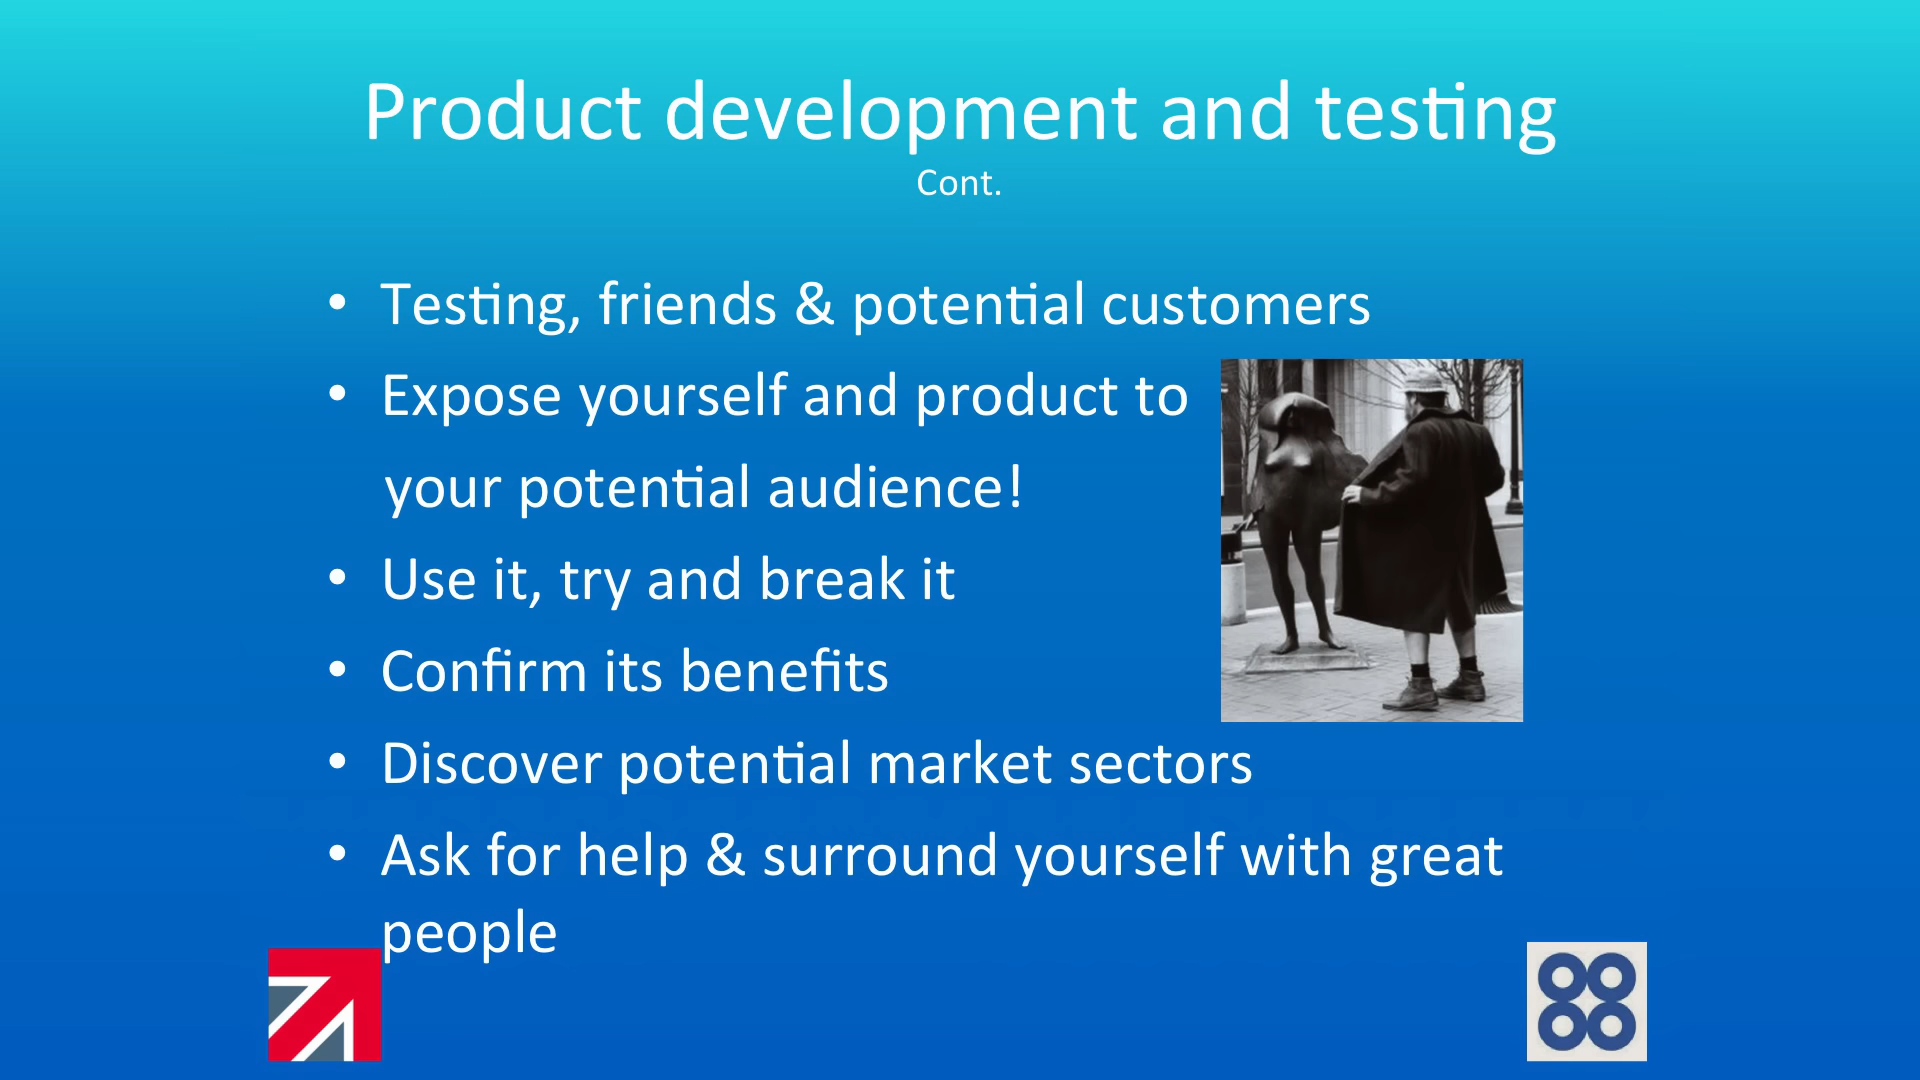 Product development and testing
Cont.
• Testing, friends & potential customers
• Expose yourself and product to
your potential audience!
• Use it, try and break it
• Confirm its benefits
• Discover potential market sectors
• Ask for help & surround yourself with great
people